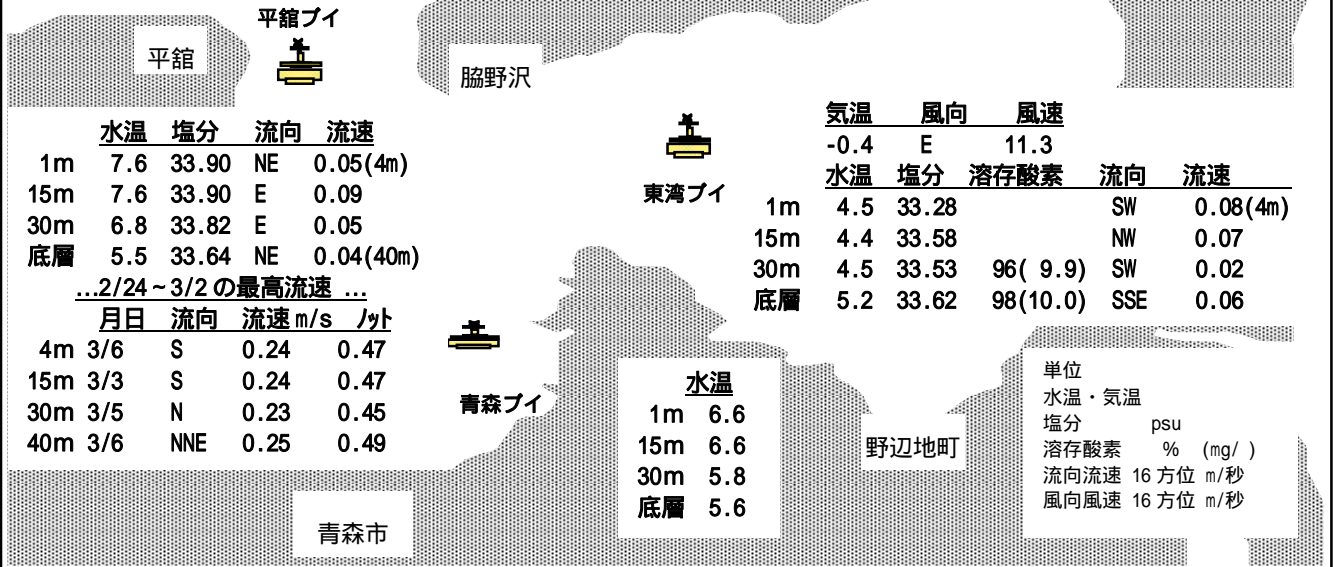 平舘ブイ
平舘
脇野沢
水温 塩分 流向 流速
1m 7.6 33.90 NE 0.05(4m)
15m 7.6 33.90 E 0.09
30m 6.8 33.82 E 0.05
底層 5.5 33.64 NE 0.04(40m)
...2/24~3/2の最高流速 ...
月日 流向 流速m/s ノット
4m 3/6 S 0.24 0.47
15m 3/3 S 0.24 0.47
30m 3/5 N 0.23 0.45
40m 3/6 NNE 0.25 0.49
東湾ブイ
気温 風向 風速
-0.4 E 11.3
水温 塩分 溶存酸素 流向 流速
1m 4.5 33.28 SW 0.08(4m)
15m 4.4 33.58 NW 0.07
30m 4.5 33.53 96( 9.9) SW 0.02
底層 5.2 33.62 98(10.0) SSE 0.06
青森ブイ
水温
1m 6.6
15m 6.6
30m 5.8
底層 5.6
野辺地町
青森市
単位
水温・気温
塩分 psu
溶存酸素 % (mg/ )
流向流速 16方位 m/秒
風向風速 16方位 m/秒